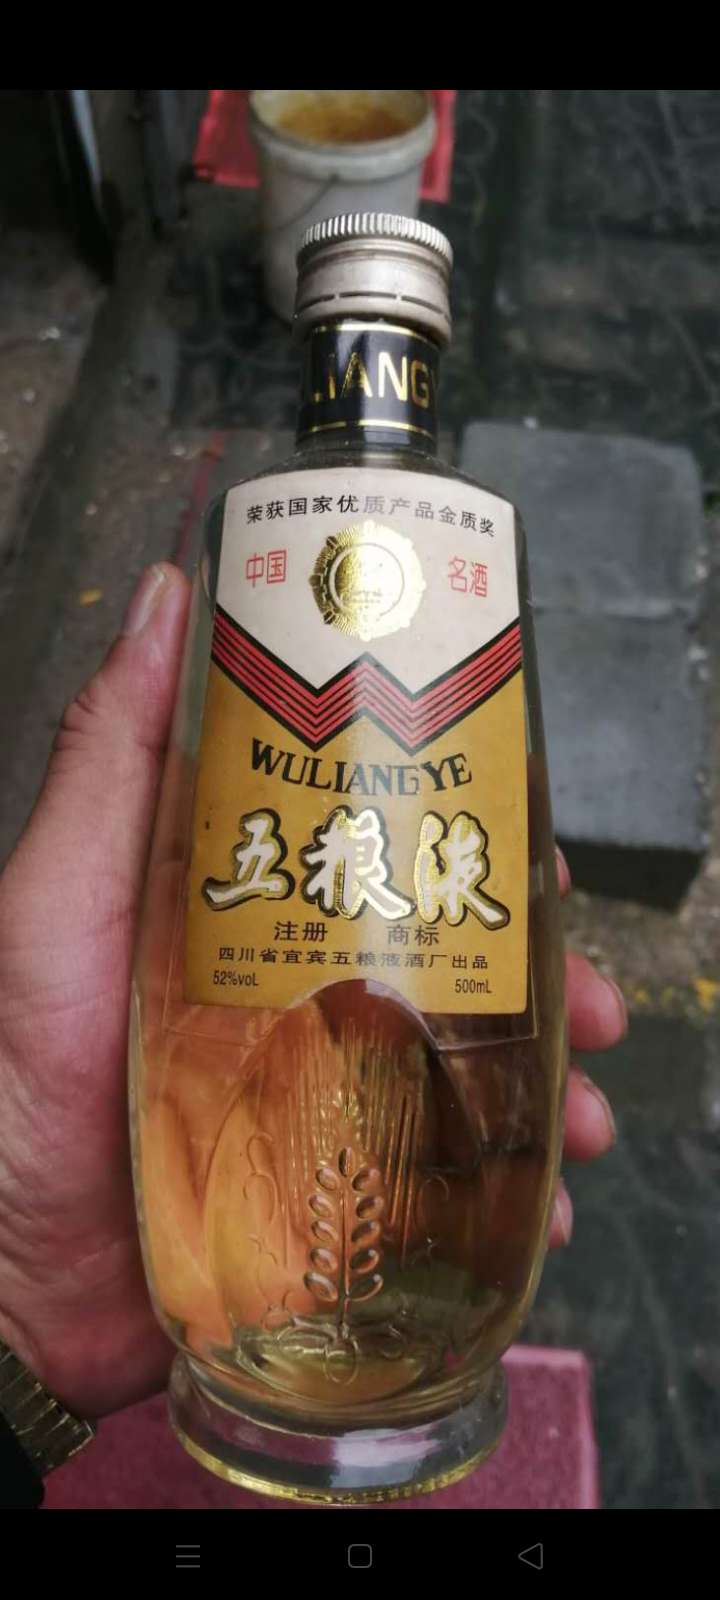 LIANG
荣获国家优质产品金质奖
中国 名酒
WULIANGYE
五粮液
注册 商标
四川省宜宾五粮液酒厂出品
52%voL 500mL